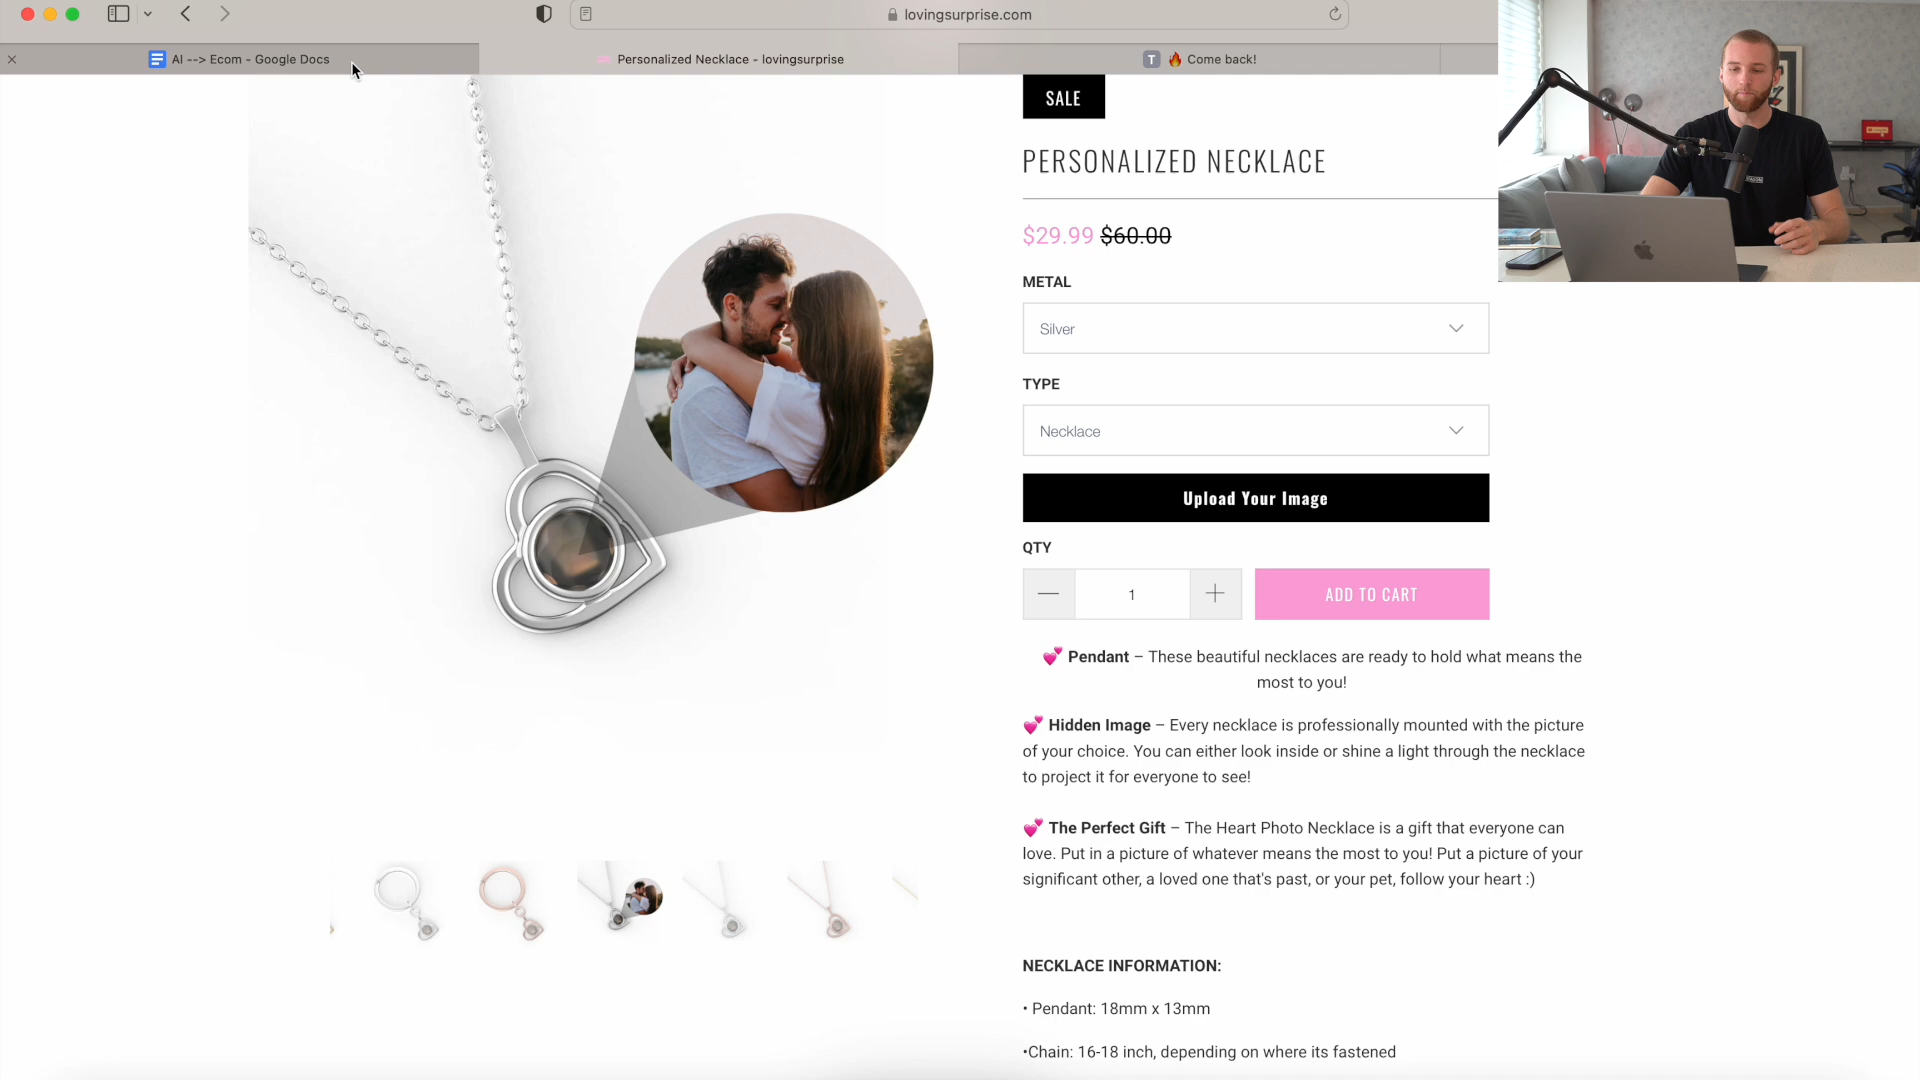 lovingsurprise.com
AI --> Ecom - Google Docs
Personalized Necklace - lovingsurprise
T 🔥 Come back!
SALE
PERSONALIZED NECKLACE
$29.99 $60.00
METAL
Silver
TYPE
Necklace
Upload Your Image
QTY
1
ADD TO CART
💕 Pendant – These beautiful necklaces are ready to hold what means the
most to you!
💕 Hidden Image – Every necklace is professionally mounted with the picture
of your choice. You can either look inside or shine a light through the necklace
to project it for everyone to see!
💕 The Perfect Gift – The Heart Photo Necklace is a gift that everyone can
love. Put in a picture of whatever means the most to you! Put a picture of your
significant other, a loved one that's past, or your pet, follow your heart :)
NECKLACE INFORMATION:
• Pendant: 18mm x 13mm
•Chain: 16-18 inch, depending on where its fastened